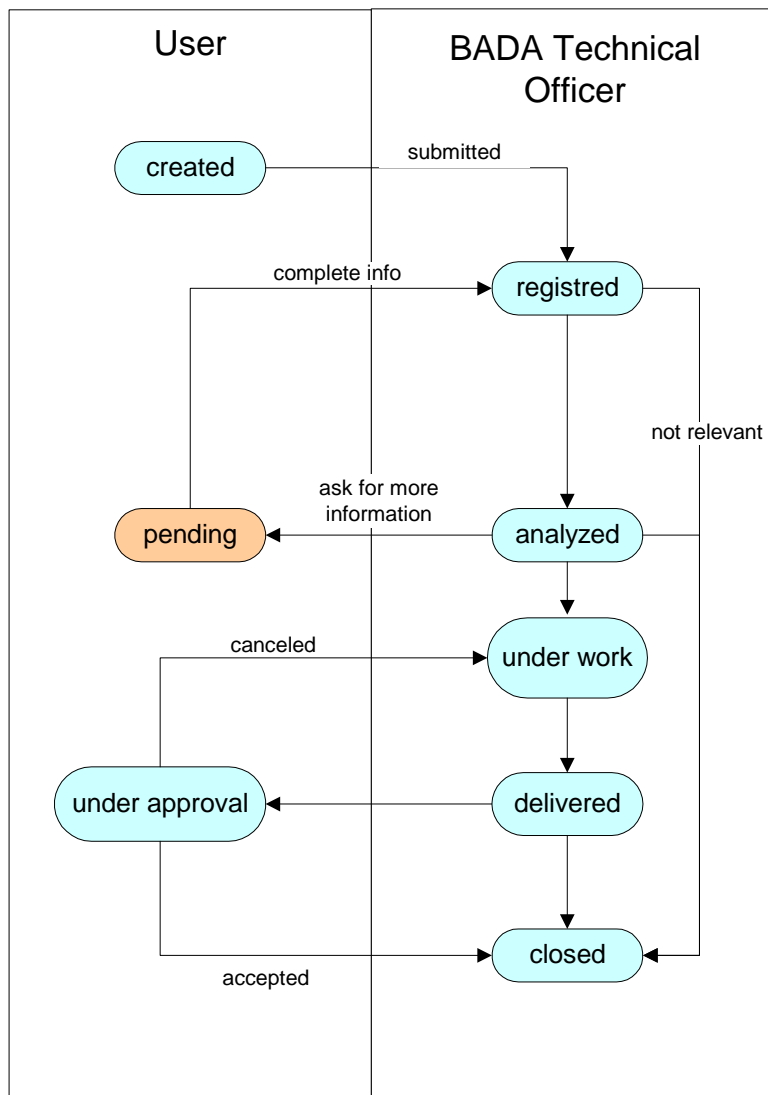 User
BADA Technical
Officer
created
submitted
complete info
registred
not relevant
ask for more
information
pending
analyzed
canceled
under work
under approval
delivered
closed
accepted